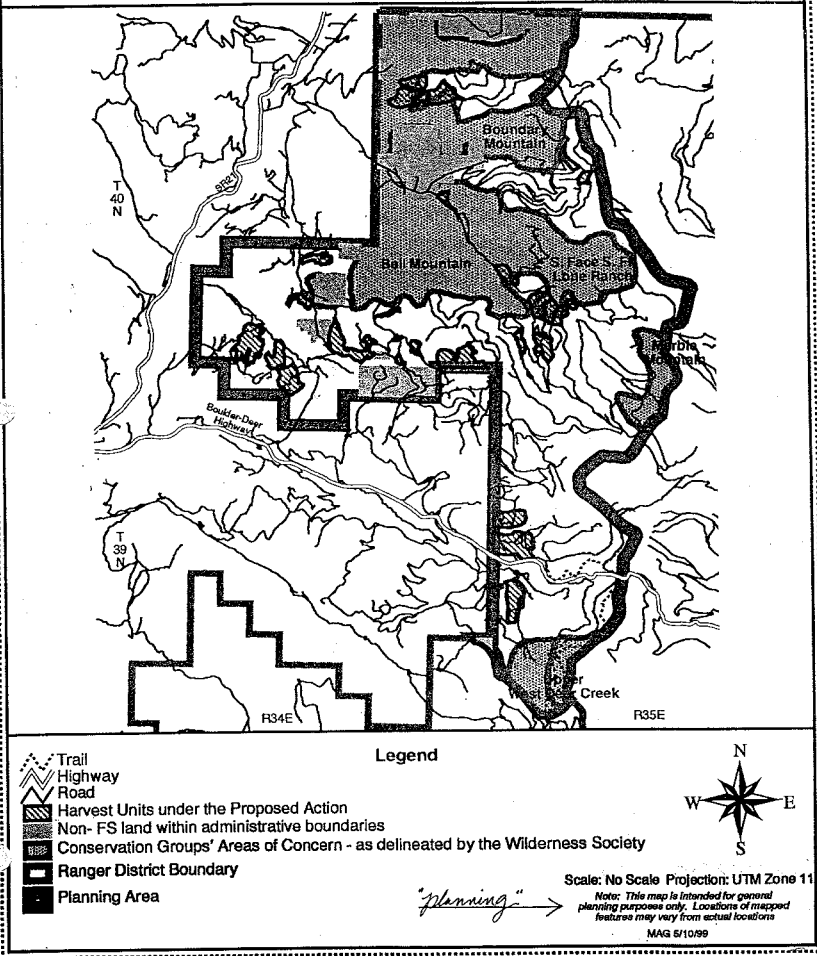 Boundary
Mountain
SR21
T
40
N
Bell Mountain
S. Face S. F.
Lone Ranch
Marble
Mountain
Boulder-Deer
Highway
T
39
N
Upper
West Deer Creek
R34E
R35E
Legend
Trail
Highway
Road
Harvest Units under the Proposed Action
Non- FS land within administrative boundaries
Conservation Groups' Areas of Concern - as delineated by the Wilderness Society
Ranger District Boundary
Planning Area
N
W
E
S
"planning"
Scale: No Scale Projection: UTM Zone 11
Note: This map is intended for general
planning purposes only. Locations of mapped
features may vary from actual locations
MAG 5/10/99